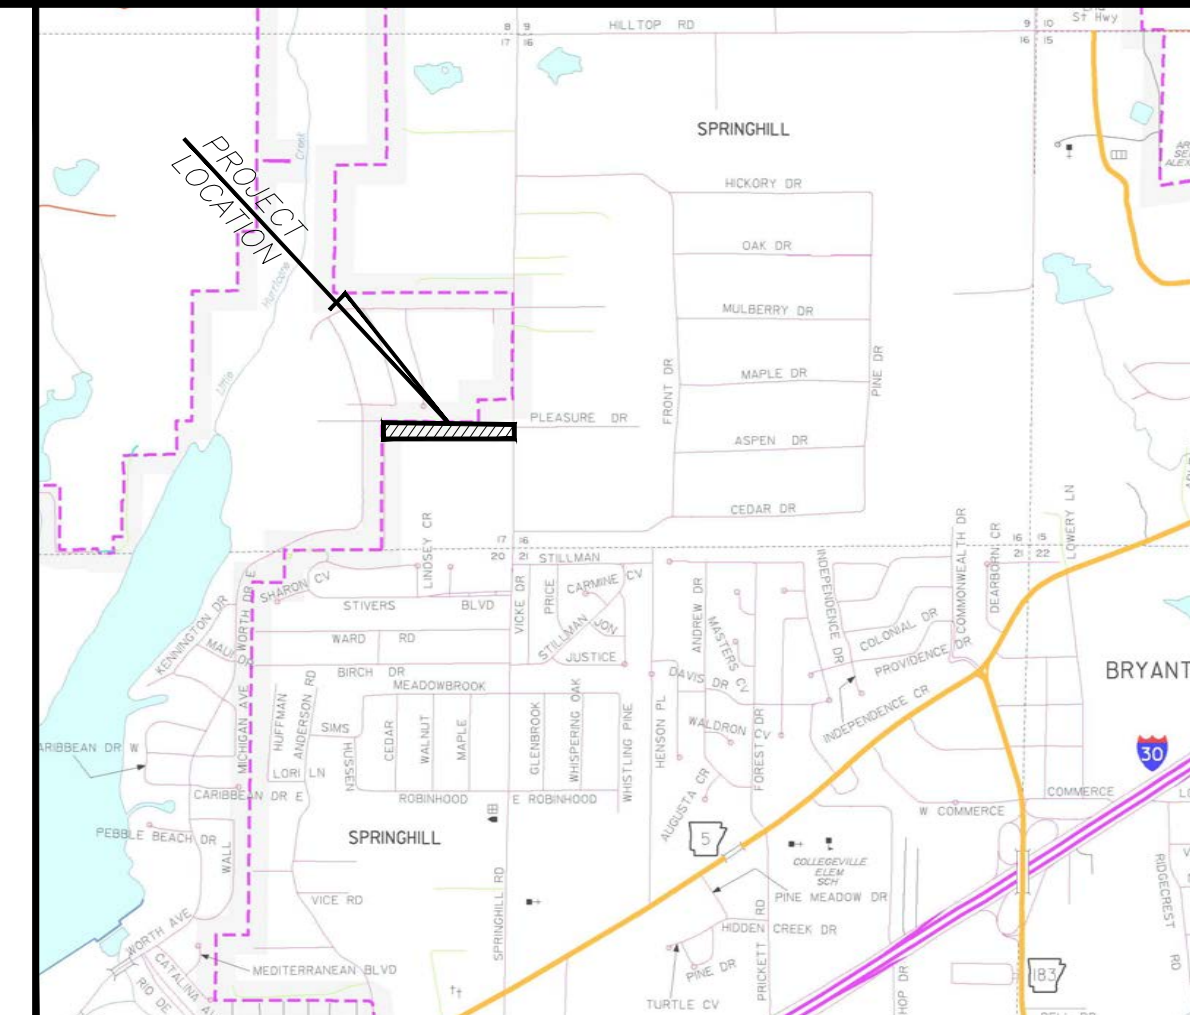 St Hwy
8 9
17 16
HILLTOP RD
9 10
16 15
SPRINGHILL
Creek
PROJECT
LOCATION
HICKORY DR
OAK DR
Hurricane
MULBERRY DR
FRONT DR
PINE DR
MAPLE DR
Little
PLEASURE DR
ASPEN DR
CEDAR DR
17 16
20 21
16 15
21 22
LOWERY LN
COMMONWEALTH DR
DEARBORN CR
LINDSEY CR
STILLMAN
SHARON CV
STIVERS BLVD
VICKE DR
PRICE
CARMINE CV
STILLMAN
JON
JUSTICE
ANDREW DR
MASTERS CV
INDEPENDENCE DR
COLONIAL DR
PROVIDENCE DR
INDEPENDENCE CR
KENNINGTON DR
MAUI DR
WORTH DR E
WARD RD
BIRCH DR
MEADOWBROOK
DAVIS DR
WALDRON CV
FOREST DR
BRYANT
MICHIGAN AVE
HUFFMAN
ANDERSON RD
SIMS
HUSSEN
CEDAR
WALNUT
MAPLE
GLENBROOK
WHISPERING OAK
WHISTLING PINE
HENSON PL
AUGUSTA CR
30
LORI LN
CARIBBEAN DR E
ROBINHOOD
E ROBINHOOD
W COMMERCE
COMMERCE
PEBBLE BEACH DR
WALL
SPRINGHILL
5
COLLEGEVILLE
ELEM
SCH
PINE MEADOW DR
RIDGECREST RD
VICE RD
SPRINGHILL RD
HIDDEN CREEK DR
PRICKETT RD
WORTH AVE
CATALINA
RIO DE
MEDITERRANEAN BLVD
PINE DR
TURTLE CV
183